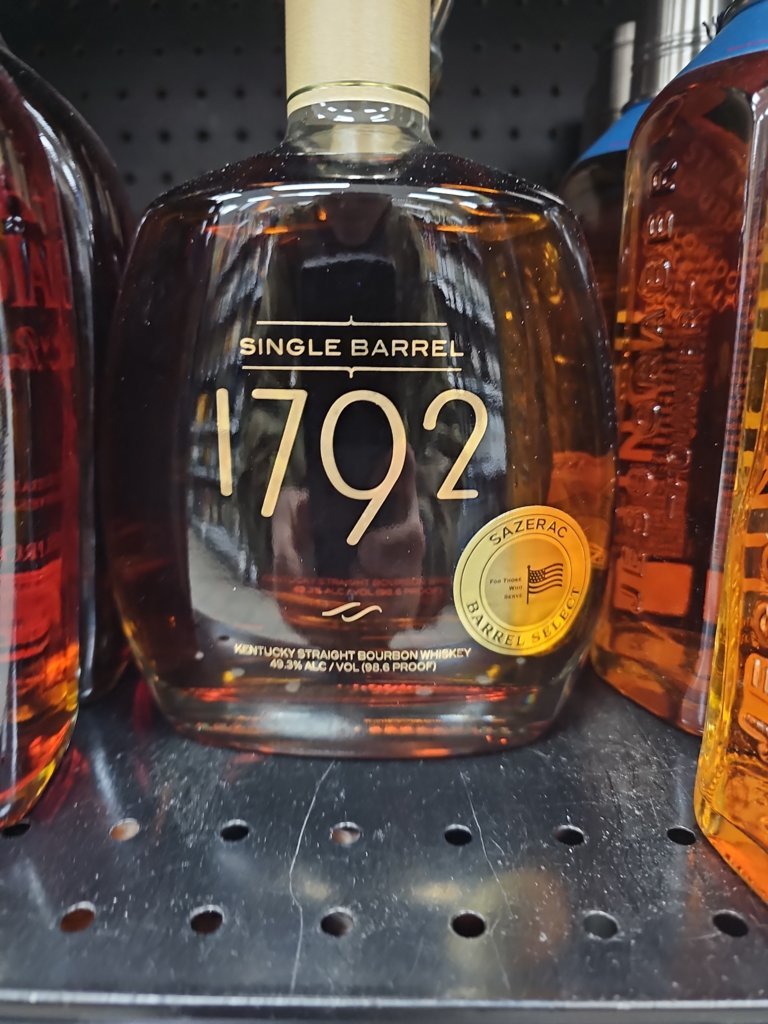 SINGLE BARREL
1792
SAZERAC
FOR THOSE
WHO
SERVE
BARREL SELECT
KENTUCKY STRAIGHT BOURBON WHISKEY
49.3% ALC / VOL (98.6 PROOF)